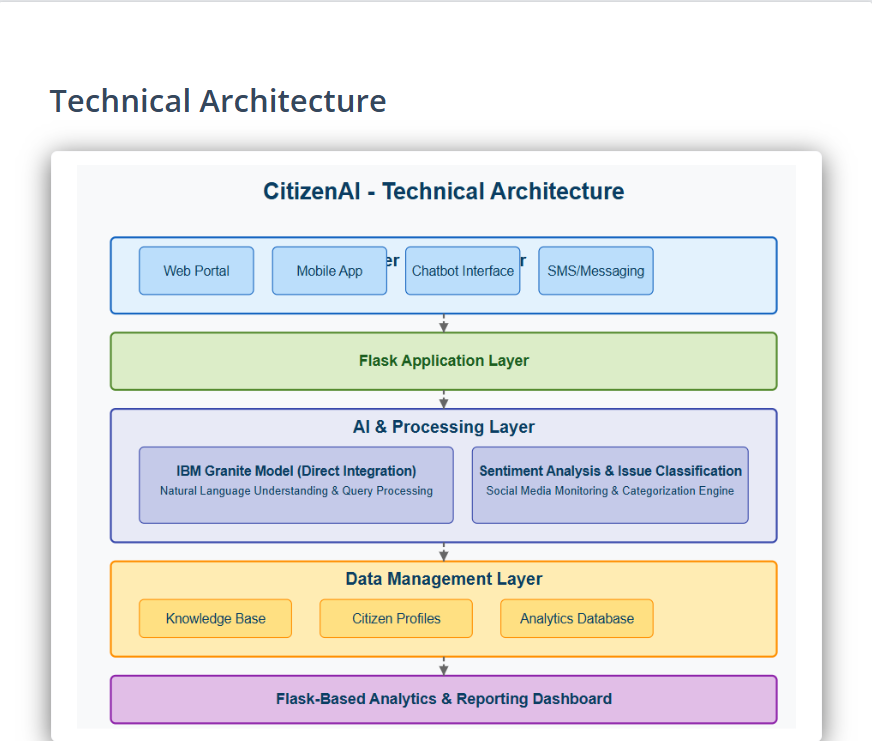 Technical Architecture
CitizenAI - Technical Architecture
Web Portal
Mobile App
Chatbot Interface
SMS/Messaging
Flask Application Layer
AI & Processing Layer
IBM Granite Model (Direct Integration)
Natural Language Understanding & Query Processing
Sentiment Analysis & Issue Classification
Social Media Monitoring & Categorization Engine
Data Management Layer
Knowledge Base
Citizen Profiles
Analytics Database
Flask-Based Analytics & Reporting Dashboard